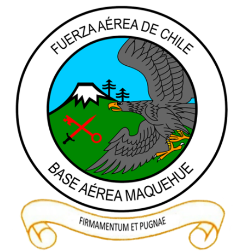 FUERZA AÉREA DE CHILE
BASE AÉREA MAQUEHUE
FIRMAMENTUM ET PUGNAE